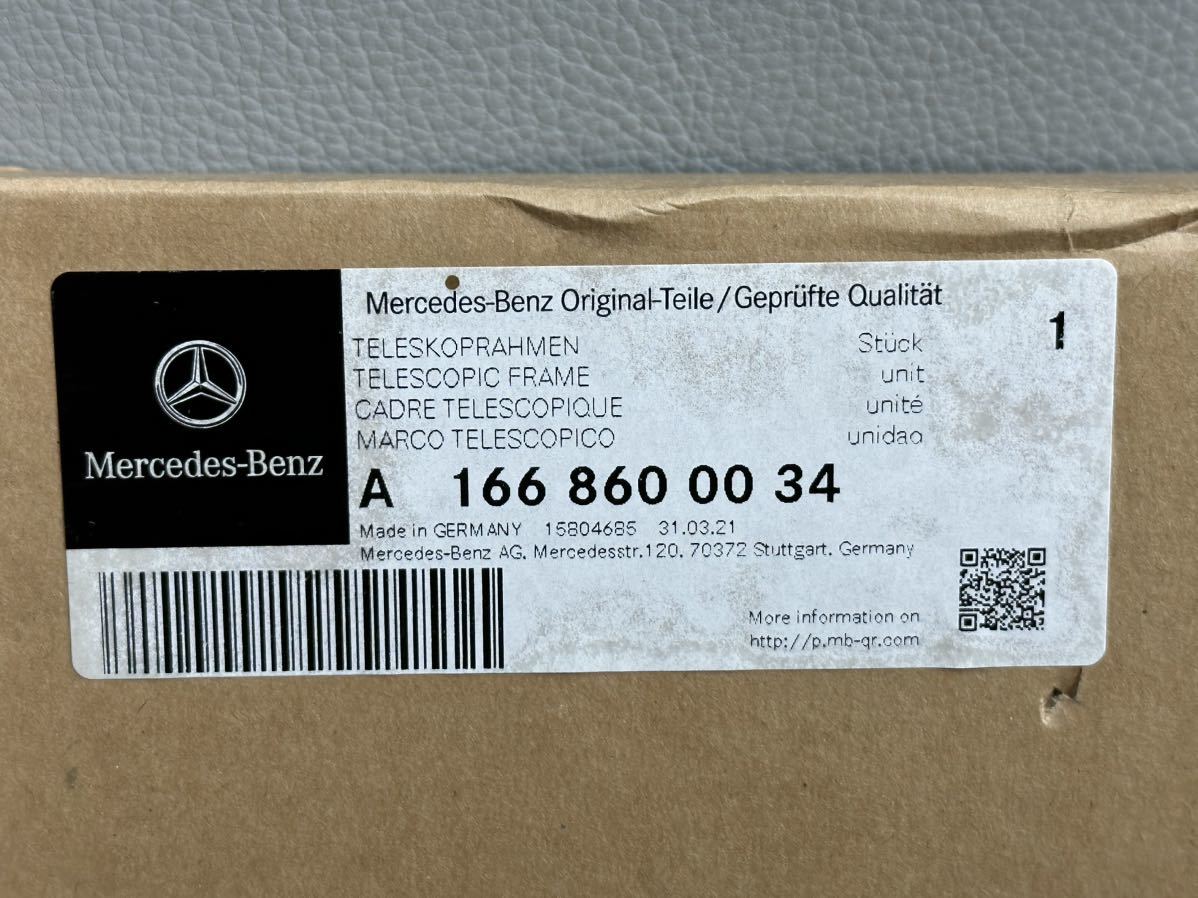 Mercedes-Benz Original-Teile/Geprüfte Qualität
1
TELESKOPRAHMEN Stück
TELESCOPIC FRAME unit
CADRE TELESCOPIQUE unité
MARCO TELESCOPICO unidad
Mercedes-Benz
A 166 860 00 34
Made in GERMANY 15804685 31.03.21
Mercedes-Benz AG. Mercedesstr.120. 70372 Stuttgart. Germany
More information on
http://p.mb-qr.com